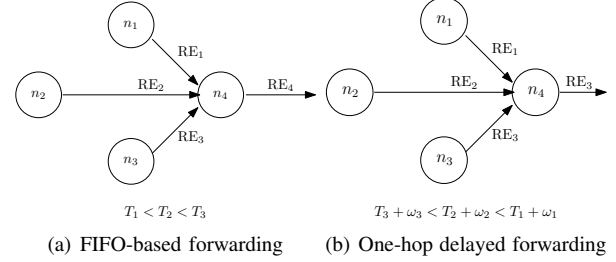 n₁
RE₁
n₂
RE₂
n₄
RE₄
RE₃
n₃
T₁ < T₂ < T₃
(a) FIFO-based forwarding
n₁
RE₁
n₂
RE₂
n₄
RE₃
RE₃
n₃
T₃ + ω₃ < T₂ + ω₂ < T₁ + ω₁
(b) One-hop delayed forwarding